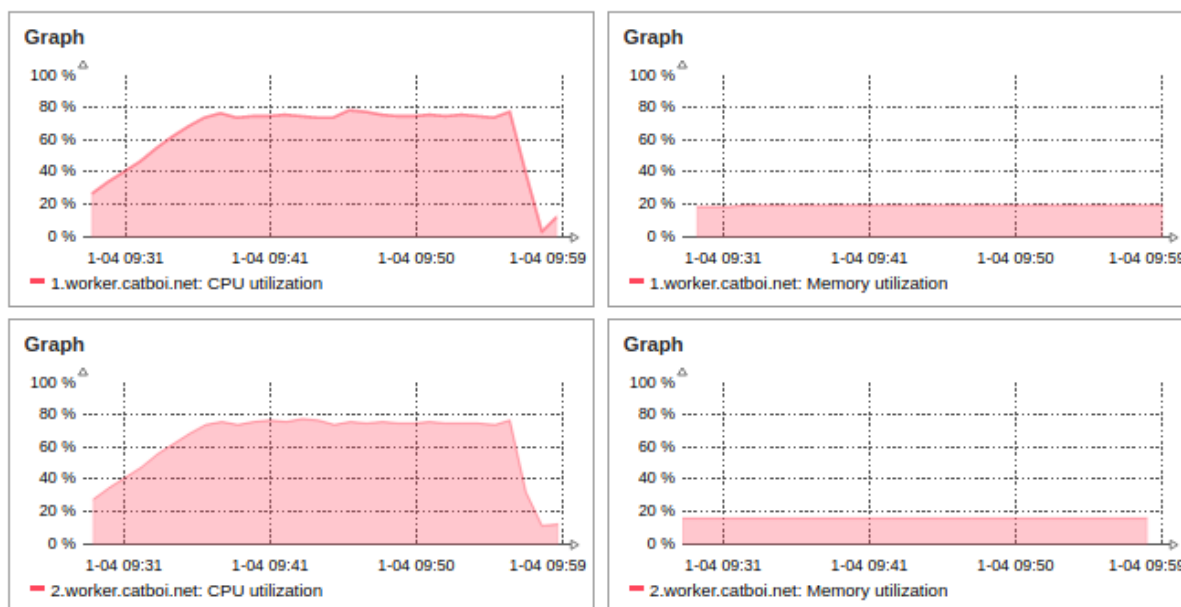 Graph
100 %
80 %
60 %
40 %
20 %
0 %
1-04 09:31 1-04 09:41 1-04 09:50 1-04 09:59
1.worker.catboi.net: CPU utilization
Graph
100 %
80 %
60 %
40 %
20 %
0 %
1-04 09:31 1-04 09:41 1-04 09:50 1-04 09:59
1.worker.catboi.net: Memory utilization
Graph
100 %
80 %
60 %
40 %
20 %
0 %
1-04 09:31 1-04 09:41 1-04 09:50 1-04 09:59
2.worker.catboi.net: CPU utilization
Graph
100 %
80 %
60 %
40 %
20 %
0 %
1-04 09:31 1-04 09:41 1-04 09:50 1-04 09:59
2.worker.catboi.net: Memory utilization